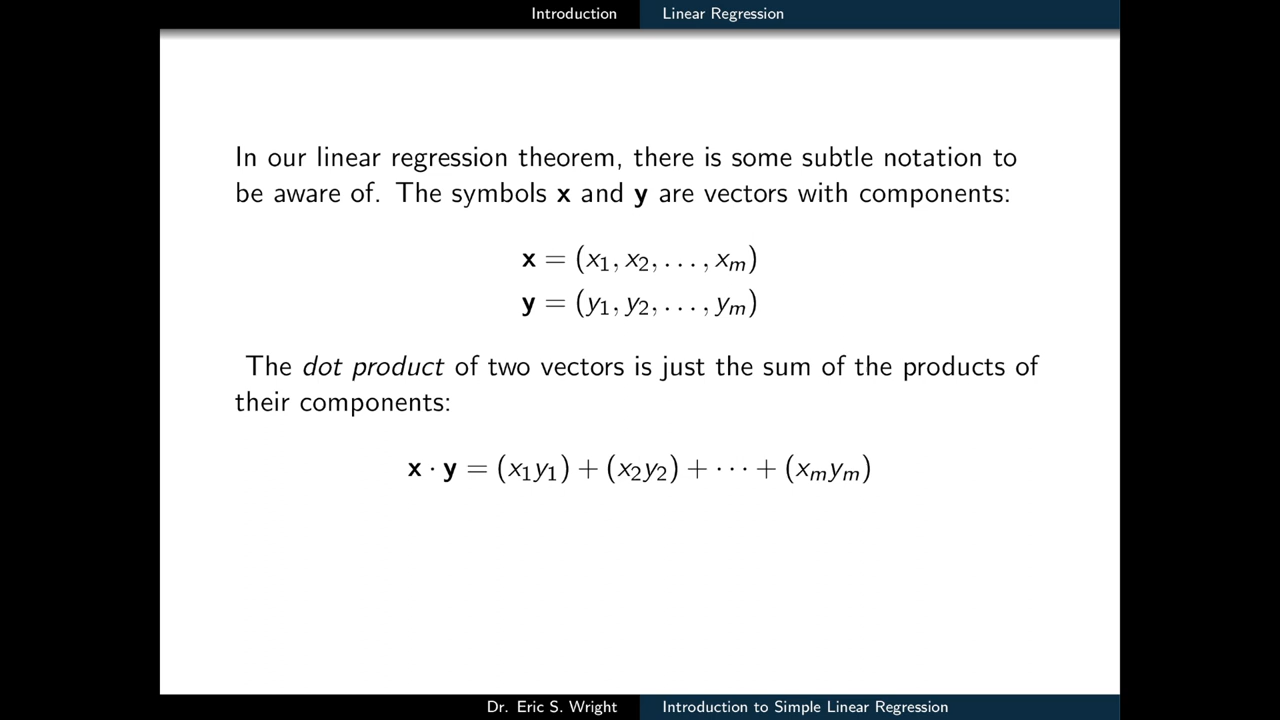 Introduction Linear Regression
In our linear regression theorem, there is some subtle notation to
be aware of. The symbols x and y are vectors with components:
x = (x₁, x₂, . . . , xₘ)
y = (y₁, y₂, . . . , yₘ)
The dot product of two vectors is just the sum of the products of
their components:
x · y = (x₁y₁) + (x₂y₂) + · · · + (xₘyₘ)
Dr. Eric S. Wright Introduction to Simple Linear Regression